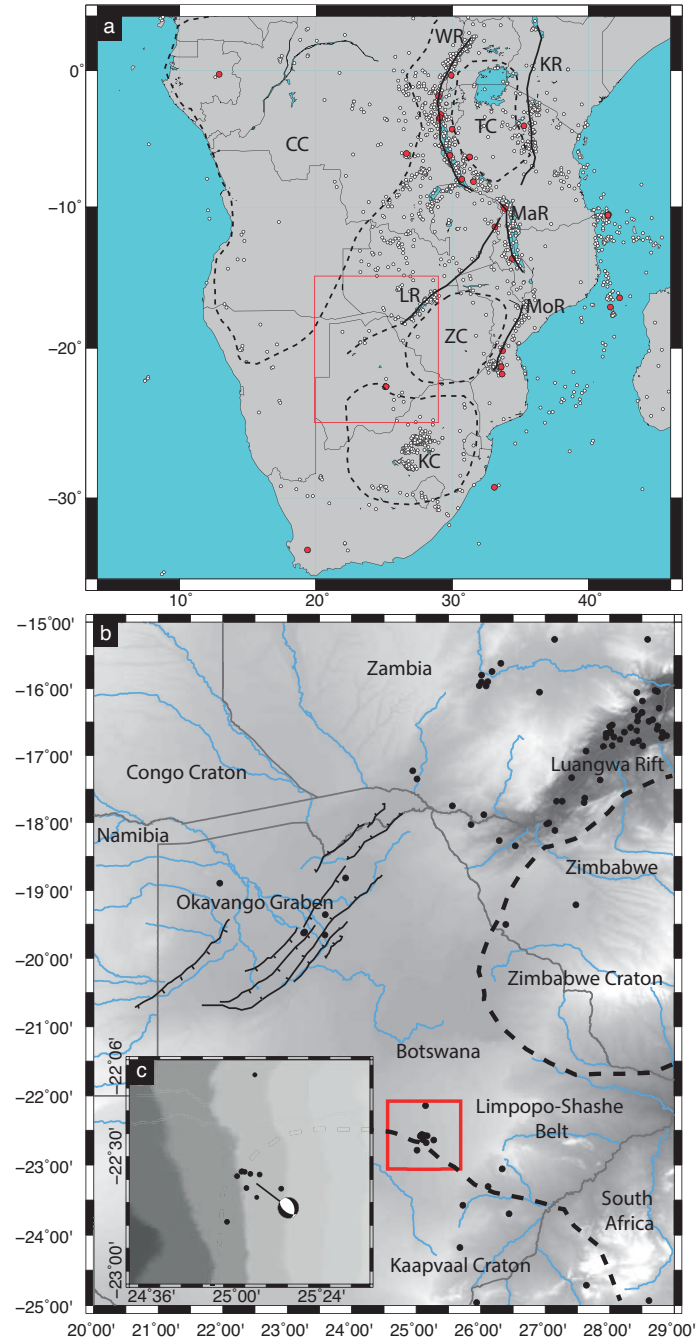 a
WR
KR
0°
TC
CC
−10°
MaR
LR
MoR
ZC
−20°
KC
−30°
10°
20°
30°
40°
−15°00'
b
Zambia
−16°00'
−17°00'
Luangwa Rift
Congo Craton
−18°00'
Namibia
Zimbabwe
−19°00'
Okavango Graben
−20°00'
Zimbabwe Craton
−21°00'
Botswana
−22°06'
c
−22°00'
Limpopo-Shashe
Belt
−22°30'
−23°00'
South
Africa
−24°00'
−23°00'
Kaapvaal Craton
24°36'
25°00'
25°24'
−25°00'
20°00'
21°00'
22°00'
23°00'
24°00'
25°00'
26°00'
27°00'
28°00'
29°00'